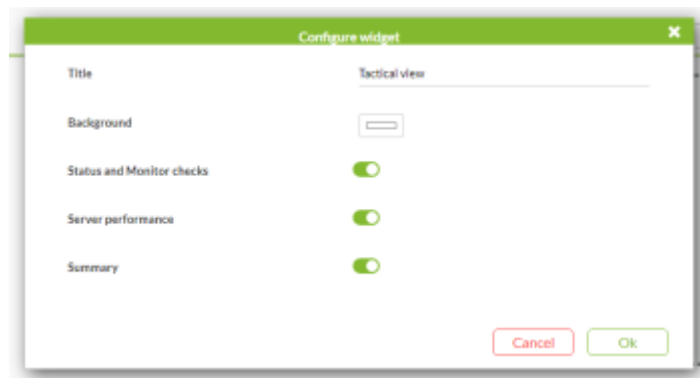 Configure widget
Title Tactical view
Background
Status and Monitor checks
Server performance
Summary
Cancel Ok